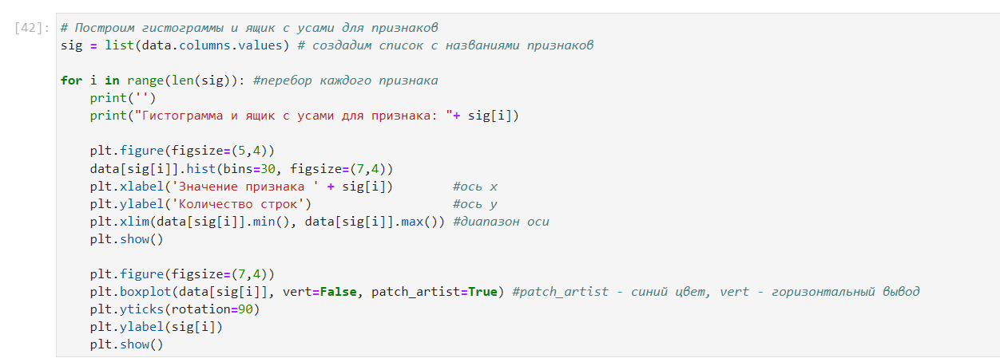 [42]: # Построим гистограммы и ящик с усами для признаков
sig = list(data.columns.values) # создадим список с названиями признаков
for i in range(len(sig)): #перебор каждого признака
    print('')
    print("Гистограмма и ящик с усами для признака: "+ sig[i])
    plt.figure(figsize=(5,4))
    data[sig[i]].hist(bins=30, figsize=(7,4))
    plt.xlabel('Значение признака ' + sig[i])        #ось x
    plt.ylabel('Количество строк')                   #ось y
    plt.xlim(data[sig[i]].min(), data[sig[i]].max()) #диапазон оси
    plt.show()
    plt.figure(figsize=(7,4))
    plt.boxplot(data[sig[i]], vert=False, patch_artist=True) #patch_artist - синий цвет, vert - горизонтальный вывод
    plt.yticks(rotation=90)
    plt.ylabel(sig[i])
    plt.show()